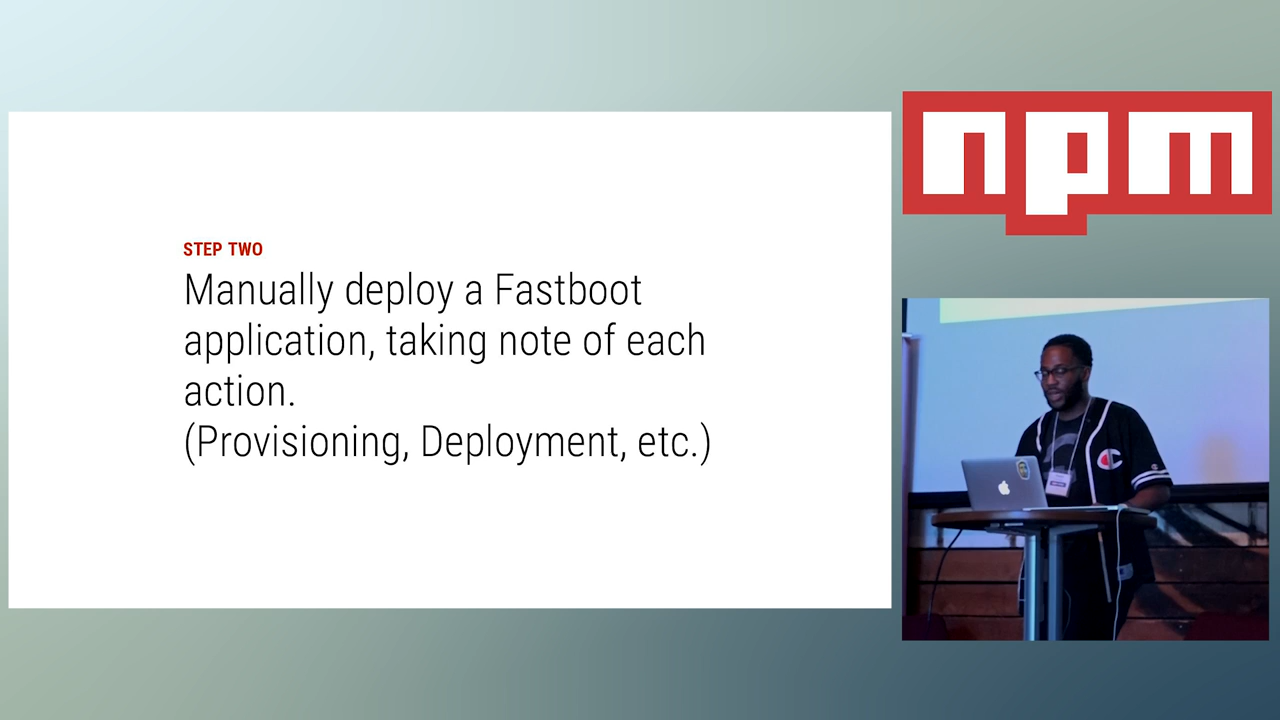 STEP TWO
Manually deploy a Fastboot
application, taking note of each
action.
(Provisioning, Deployment, etc.)
npm